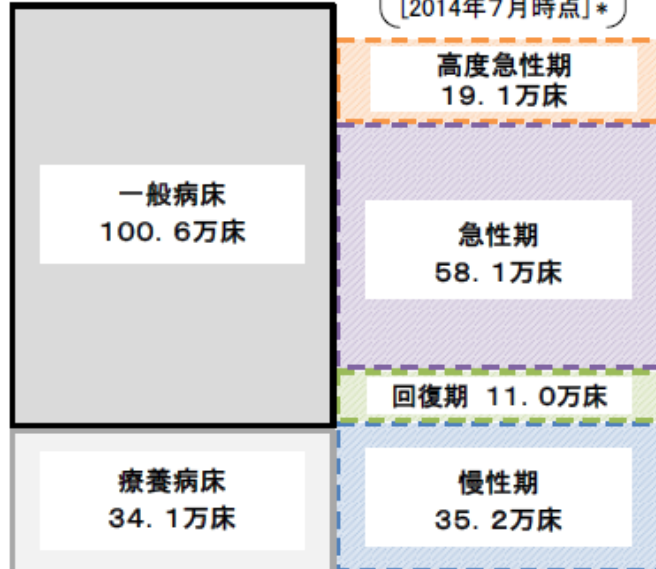 [2014年7月時点]*
高度急性期
19.1万床
一般病床
100.6万床
急性期
58.1万床
回復期 11.0万床
療養病床
34.1万床
慢性期
35.2万床